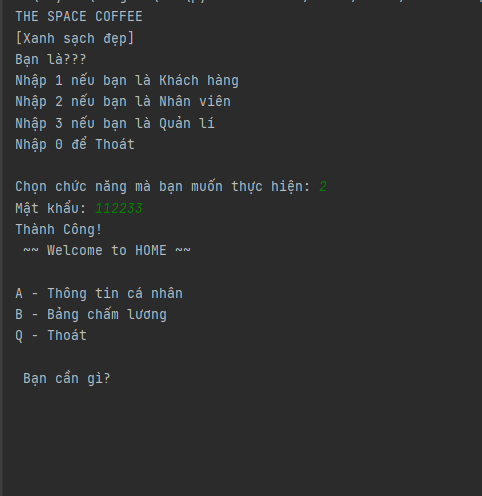 THE SPACE COFFEE
[Xanh sạch đẹp]
Bạn là???
Nhập 1 nếu bạn là Khách hàng
Nhập 2 nếu bạn là Nhân viên
Nhập 3 nếu bạn là Quản lí
Nhập 0 để Thoát
Chọn chức năng mà bạn muốn thực hiện: 2
Mật khẩu: 112233
Thành Công!
~~ Welcome to HOME ~~
A - Thông tin cá nhân
B - Bảng chấm lương
Q - Thoát
Bạn cần gì?